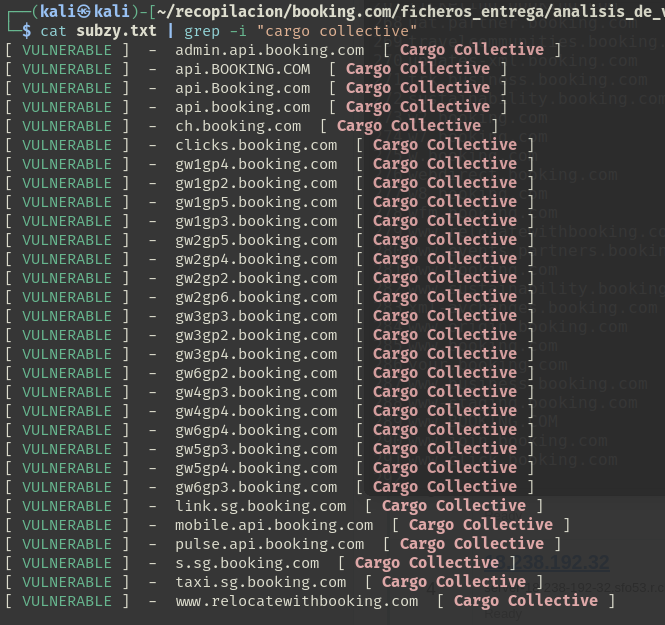 (kali㉿kali)-[~/recopilacion/booking.com/ficheros_entrega/analisis_de_v
$ cat subzy.txt | grep -i "cargo collective"
[ VULNERABLE ] - admin.api.booking.com [ Cargo Collective ]
[ VULNERABLE ] - api.BOOKING.COM [ Cargo Collective ]
[ VULNERABLE ] - api.Booking.com [ Cargo Collective ]
[ VULNERABLE ] - api.booking.com [ Cargo Collective ]
[ VULNERABLE ] - ch.booking.com [ Cargo Collective ]
[ VULNERABLE ] - clicks.booking.com [ Cargo Collective ]
[ VULNERABLE ] - gw1gp4.booking.com [ Cargo Collective ]
[ VULNERABLE ] - gw1gp2.booking.com [ Cargo Collective ]
[ VULNERABLE ] - gw1gp5.booking.com [ Cargo Collective ]
[ VULNERABLE ] - gw1gp3.booking.com [ Cargo Collective ]
[ VULNERABLE ] - gw2gp5.booking.com [ Cargo Collective ]
[ VULNERABLE ] - gw2gp4.booking.com [ Cargo Collective ]
[ VULNERABLE ] - gw2gp2.booking.com [ Cargo Collective ]
[ VULNERABLE ] - gw2gp6.booking.com [ Cargo Collective ]
[ VULNERABLE ] - gw3gp3.booking.com [ Cargo Collective ]
[ VULNERABLE ] - gw3gp2.booking.com [ Cargo Collective ]
[ VULNERABLE ] - gw3gp4.booking.com [ Cargo Collective ]
[ VULNERABLE ] - gw6gp2.booking.com [ Cargo Collective ]
[ VULNERABLE ] - gw4gp3.booking.com [ Cargo Collective ]
[ VULNERABLE ] - gw4gp4.booking.com [ Cargo Collective ]
[ VULNERABLE ] - gw6gp4.booking.com [ Cargo Collective ]
[ VULNERABLE ] - gw5gp3.booking.com [ Cargo Collective ]
[ VULNERABLE ] - gw5gp4.booking.com [ Cargo Collective ]
[ VULNERABLE ] - gw6gp3.booking.com [ Cargo Collective ]
[ VULNERABLE ] - link.sg.booking.com [ Cargo Collective ]
[ VULNERABLE ] - mobile.api.booking.com [ Cargo Collective ]
[ VULNERABLE ] - pulse.api.booking.com [ Cargo Collective ]
[ VULNERABLE ] - s.sg.booking.com [ Cargo Collective ]
[ VULNERABLE ] - taxi.sg.booking.com [ Cargo Collective ]
[ VULNERABLE ] - www.relocatewithbooking.com [ Cargo Collective ]